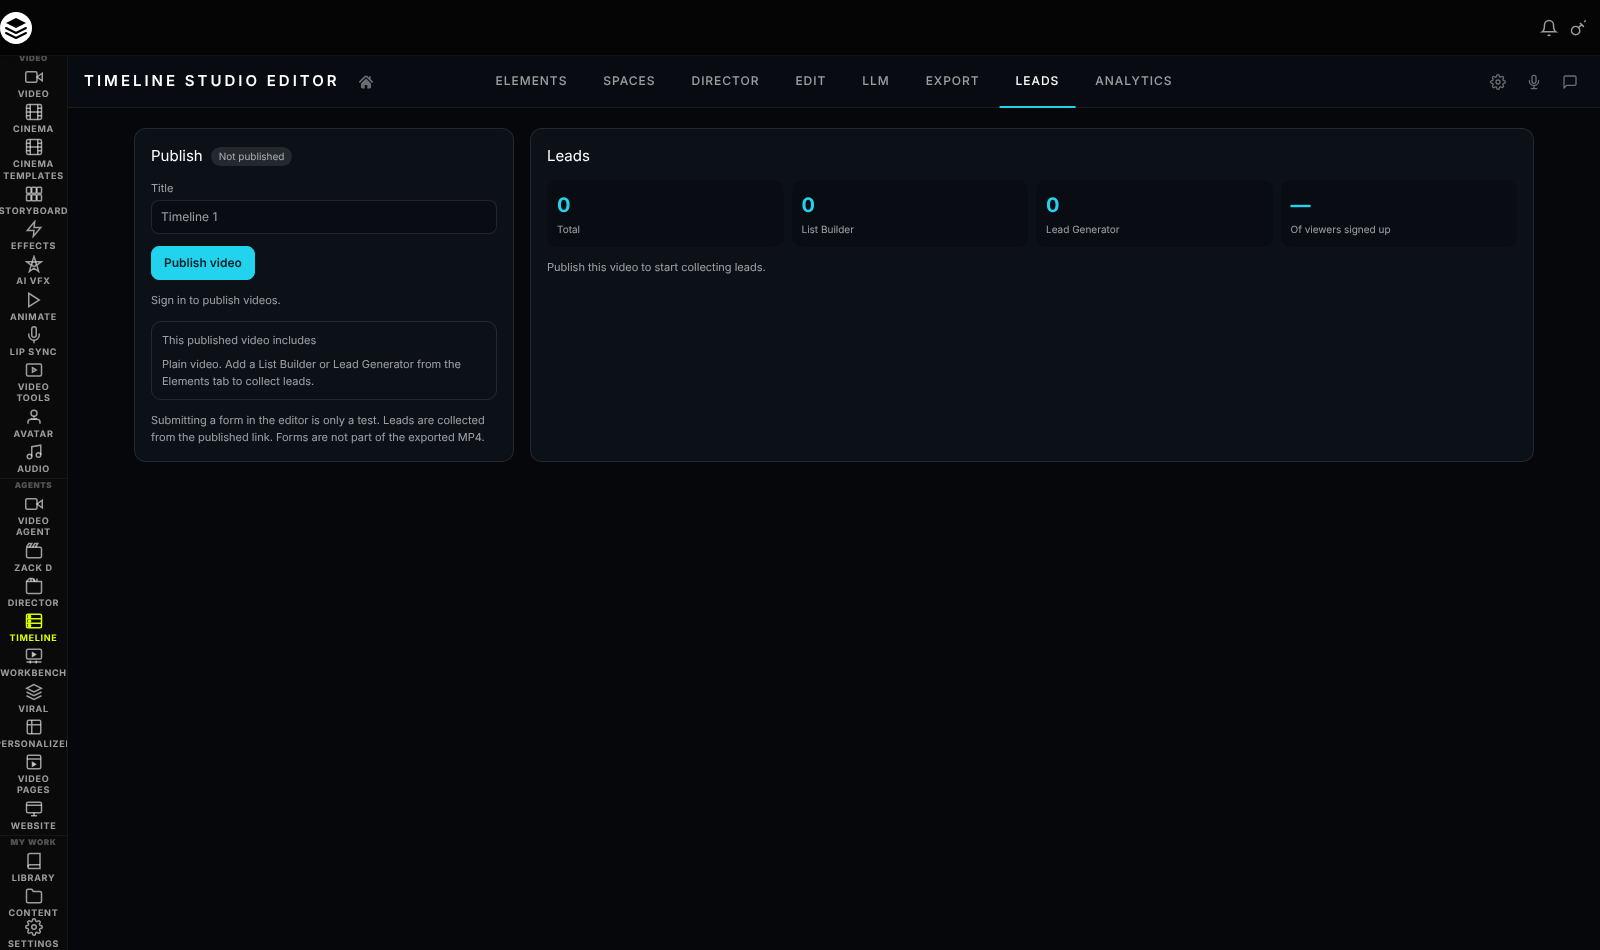 TIMELINE STUDIO EDITOR
ELEMENTS
SPACES
DIRECTOR
EDIT
LLM
EXPORT
LEADS
ANALYTICS
VIDEO
VIDEO
CINEMA
CINEMA
TEMPLATES
STORYBOARD
EFFECTS
AI VFX
ANIMATE
LIP SYNC
VIDEO
TOOLS
AVATAR
AUDIO
AGENTS
VIDEO
AGENT
ZACK D
DIRECTOR
TIMELINE
WORKBENCH
VIRAL
VIDEO
PAGES
WEBSITE
MY WORK
LIBRARY
CONTENT
SETTINGS
Publish
Not published
Title
Timeline 1
Publish video
Sign in to publish videos.
This published video includes
Plain video. Add a List Builder or Lead Generator from the
Elements tab to collect leads.
Submitting a form in the editor is only a test. Leads are collected
from the published link. Forms are not part of the exported MP4.
Leads
0
Total
0
List Builder
0
Lead Generator
—
Of viewers signed up
Publish this video to start collecting leads.